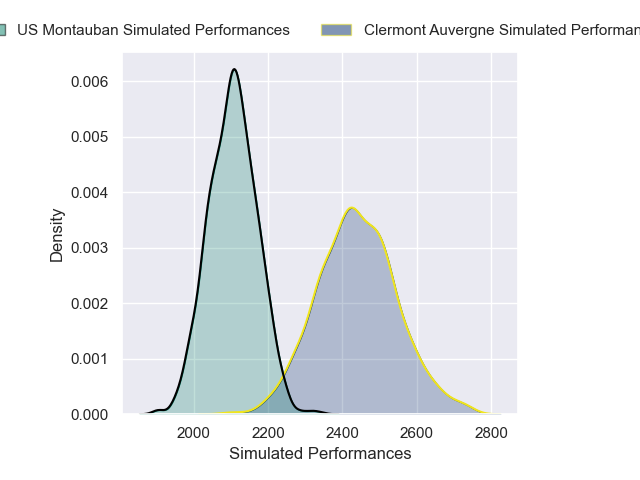 US Montauban Simulated Performances
Clermont Auvergne Simulated Performan
0.006
0.005
0.004
0.003
0.002
0.001
0.000
Density
2000 2200 2400 2600 2800
Simulated Performances